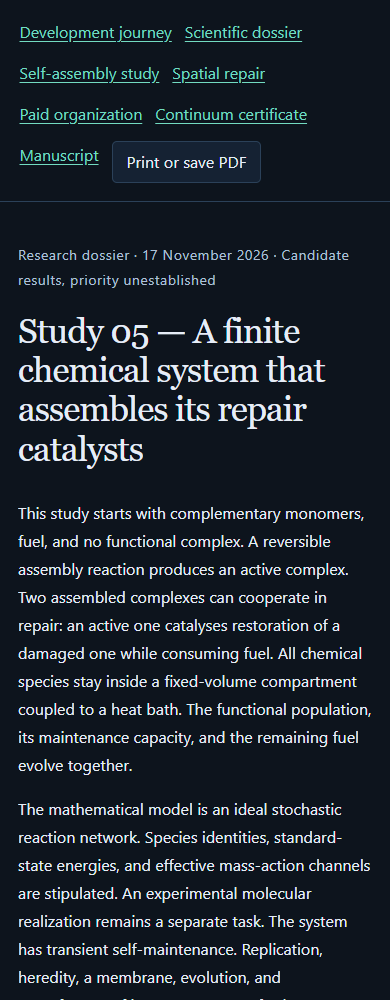 Development journey Scientific dossier
Self-assembly study Spatial repair
Paid organization Continuum certificate
Manuscript Print or save PDF
Research dossier · 17 November 2026 · Candidate
results, priority unestablished
Study 05 — A finite
chemical system that
assembles its repair
catalysts
This study starts with complementary monomers,
fuel, and no functional complex. A reversible
assembly reaction produces an active complex.
Two assembled complexes can cooperate in
repair: an active one catalyses restoration of a
damaged one while consuming fuel. All chemical
species stay inside a fixed-volume compartment
coupled to a heat bath. The functional population,
its maintenance capacity, and the remaining fuel
evolve together.
The mathematical model is an ideal stochastic
reaction network. Species identities, standard-
state energies, and effective mass-action channels
are stipulated. An experimental molecular
realization remains a separate task. The system
has transient self-maintenance. Replication,
heredity, a membrane, evolution, and